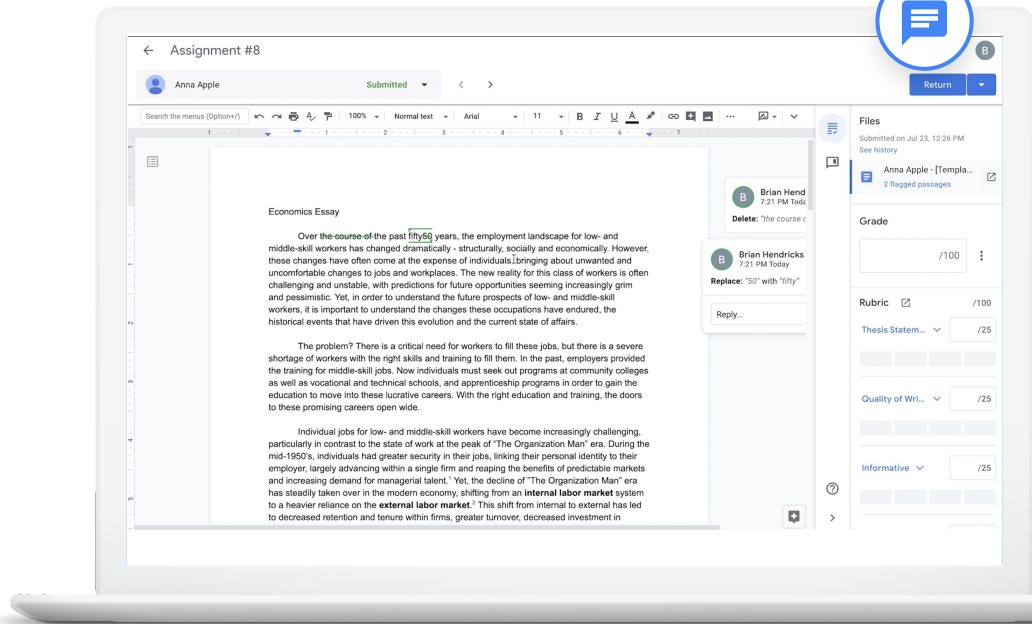 Assignment #8
B
Anna Apple
Submitted
Return
Search the menus (Option+/)
100%
Normal text
Arial
11
B I U A
1 1 2 3 4 5 6 7
1
2
3
4
5
Economics Essay
Over the course of the past fifty50 years, the employment landscape for low- and
middle-skill workers has changed dramatically - structurally, socially and economically. However,
these changes have often come at the expense of individuals, bringing about unwanted and
uncomfortable changes to jobs and workplaces. The new reality for this class of workers is often
challenging and unstable, with predictions for future opportunities seeming increasingly grim
and pessimistic. Yet, in order to understand the future prospects of low- and middle-skill
workers, it is important to understand the changes these occupations have endured, the
historical events that have driven this evolution and the current state of affairs.
The problem? There is a critical need for workers to fill these jobs, but there is a severe
shortage of workers with the right skills and training to fill them. In the past, employers provided
the training for middle-skill jobs. Now individuals must seek out programs at community colleges
as well as vocational and technical schools, and apprenticeship programs in order to gain the
education to move into these lucrative careers. With the right education and training, the doors
to these promising careers open wide.
Individual jobs for low- and middle-skill workers have become increasingly challenging,
particularly in contrast to the state of work at the peak of "The Organization Man" era. During the
mid-1950's, individuals had greater security in their jobs, linking their personal identity to their
employer, largely advancing within a single firm and reaping the benefits of predictable markets
and increasing demand for managerial talent.¹ Yet, the decline of "The Organization Man" era
has steadily taken over in the modern economy, shifting from an internal labor market system
to a heavier reliance on the external labor market.² This shift from internal to external has led
to decreased retention and tenure within firms, greater turnover, decreased investment in
B
Brian Hend
7:21 PM Toda
Delete: "the course o
B
Brian Hendricks
7:21 PM Today
Replace: "50" with "fifty"
Reply...
Files
Submitted on Jul 23, 12:26 PM
See history
Anna Apple - [Templa...
2 flagged passages
Grade
/100
Rubric /100
Thesis Statem... /25
Quality of Wri... /25
Informative /25